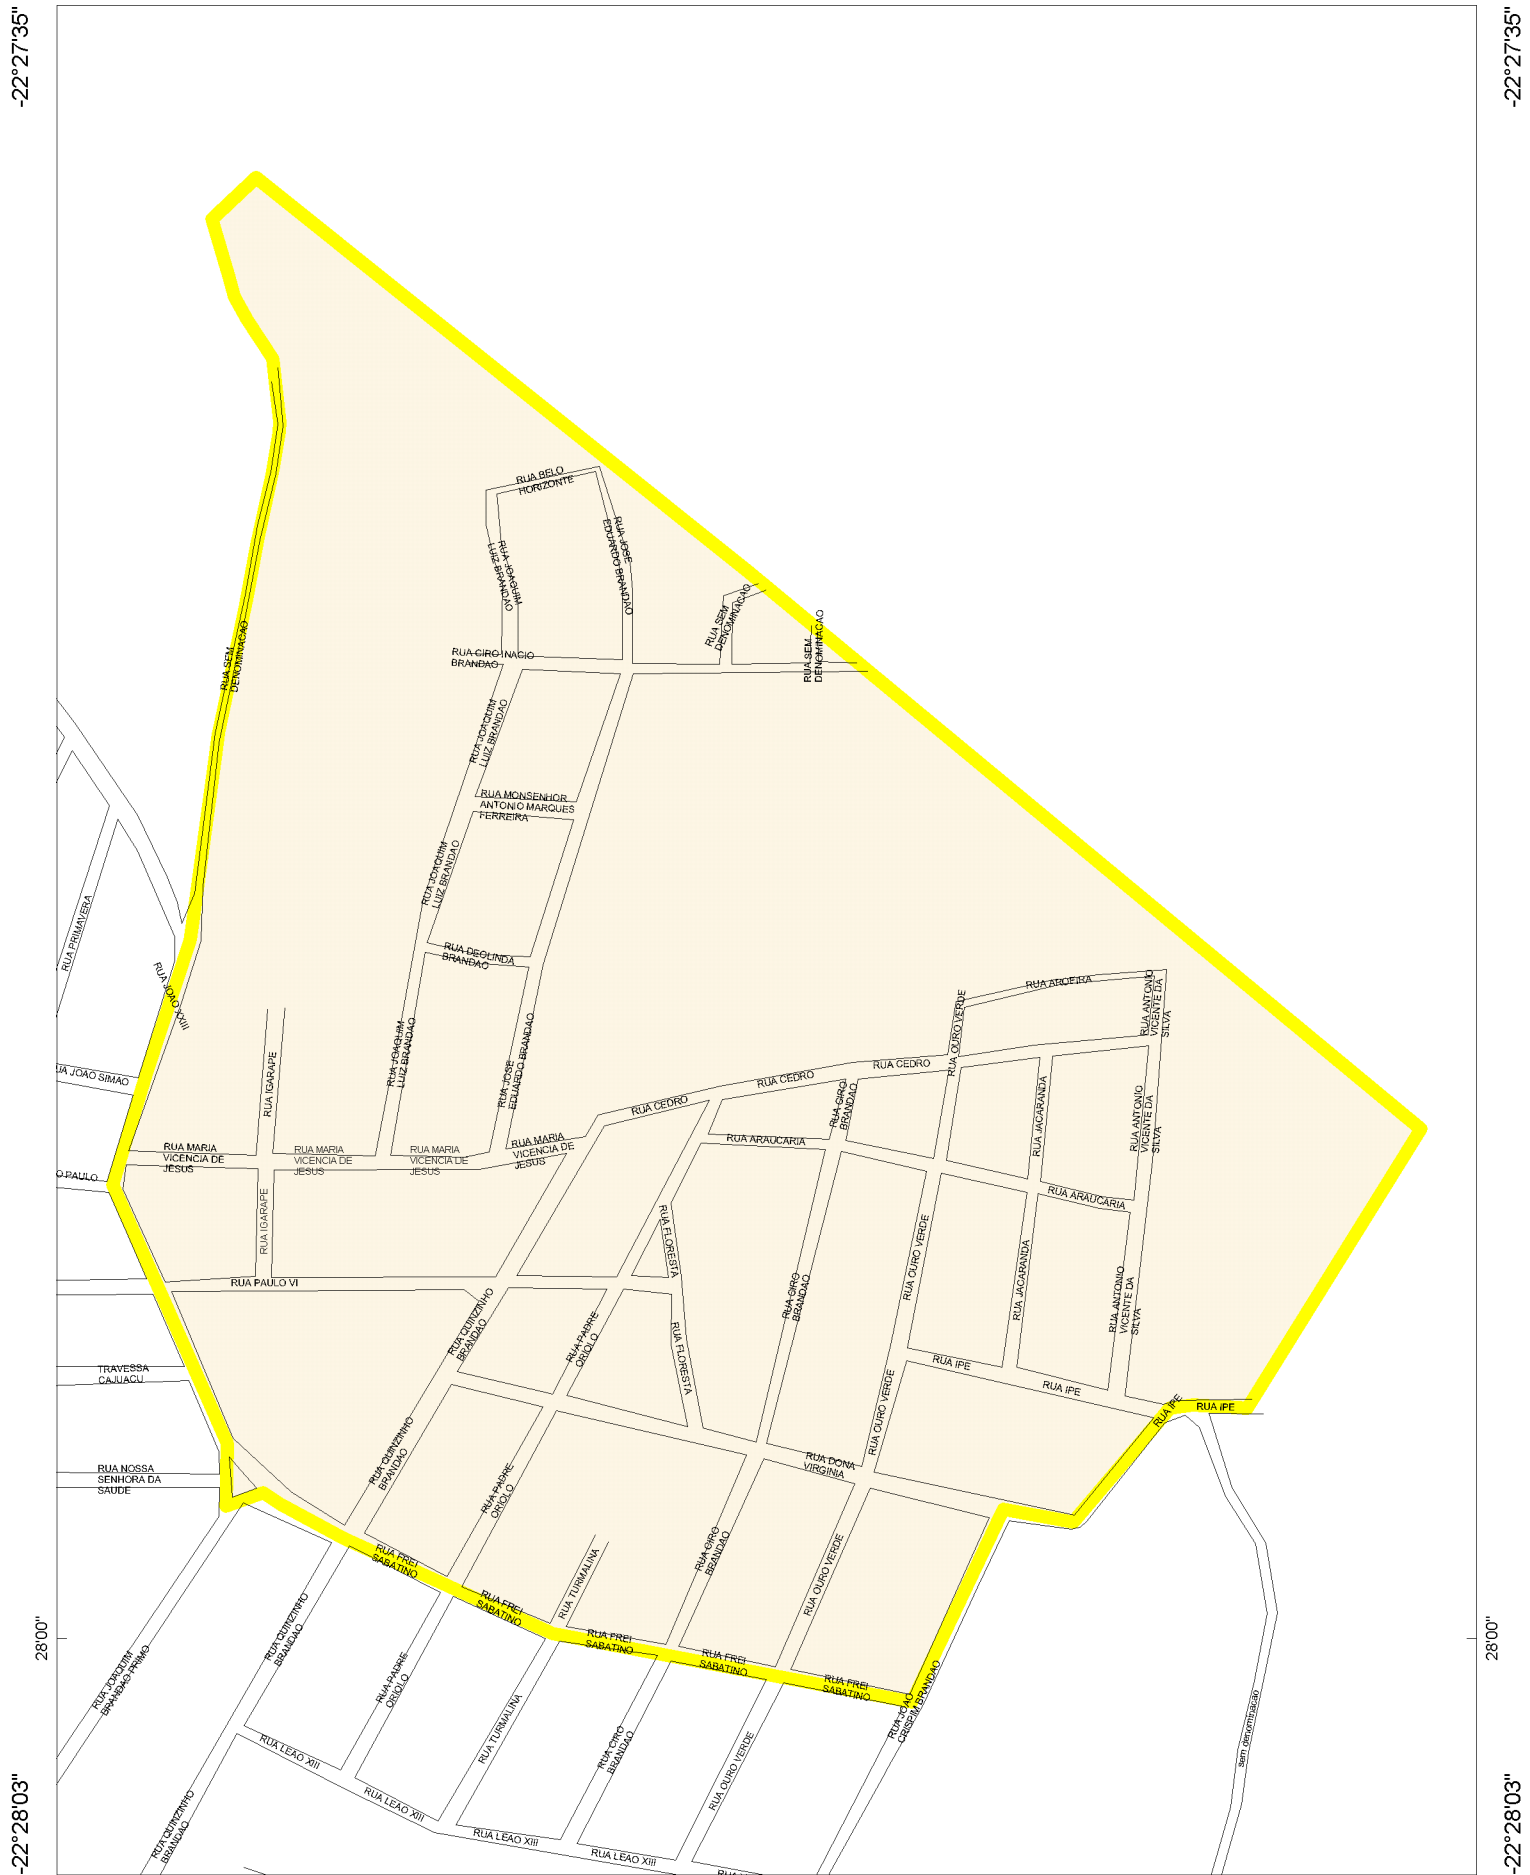 -22°27'35"
-22°27'35"
RUA BELO
HORIZONTE
RUA JOSE
EDUARDO BRANDAO
RUA JOAQUIM
LUIZ BRANDAO
RUA SEM
DENOMINACAO
RUA SEM
DENOMINACAO
RUA SEM
DENOMINACAO
RUA CIRO NACIO
BRANDAO
RUA JOAQUIM
LUIZ BRANDAO
RUA MONSENHOR
ANTONIO MARQUES
FERREIRA
RUA JOAQUIM
LUIZ BRANDAO
RUA PRIMAVERA
RUA DEOLINDA
BRANDAO
RUA JOAO XXIII
RUA AROEIRA
RUA ANTONIO
VICENTE DA
SILVA
RUA OURO VERDE
RUA JOAQUIM
LUIZ BRANDAO
RUA JOSE
EDUARDO BRANDAO
RUA IGARAPE
UA JOAO SIMAO
RUA CEDRO
RUA CEDRO
RUA CEDRO
RUA CIRO
BRANDAO
RUA JACARANDA
RUA ANTONIO
VICENTE DA
SILVA
RUA MARIA
VICENCIA DE
JESUS
RUA MARIA
VICENCIA DE
JESUS
RUA MARIA
VICENCIA DE
JESUS
RUA MARIA
VICENCIA DE
JESUS
RUA ARAUCARIA
O PAULO
RUA ARAUCARIA
RUA IGARAPE
RUA FLORESTA
RUA OURO VERDE
RUA JACARANDA
RUA ANTONIO
VICENTE DA
SILVA
RUA PAULO VI
RUA CIRO
BRANDAO
RUA QUINZINHO
BRANDAO
RUA PADRE
ORIOLO
RUA FLORESTA
RUA IPE
RUA IPE
RUA IPE
RUA IPE
TRAVESSA
CAJUACU
RUA OURO VERDE
RUA QUINZINHO
BRANDAO
RUA DONA
VIRGINIA
RUA NOSSA
SENHORA DA
SAUDE
RUA PADRE
ORIOLO
RUA FREI
SABATINO
RUA CIRO
BRANDAO
RUA OURO VERDE
RUA TURMALINA
RUA FREI
SABATINO
RUA FREI
SABATINO
RUA FREI
SABATINO
RUA FREI
SABATINO
28'00"
28'00"
RUA JOAQUIM
BRANDAO PRIMO
RUA QUINZINHO
BRANDAO
RUA PADRE
ORIOLO
RUA TURMALINA
RUA CIRO
BRANDAO
RUA OURO VERDE
RUA JOAO
CRISPIM BRANDAO
sem denominacao
RUA LEAO XIII
RUA LEAO XIII
RUA LEAO XIII
RUA LEAO XIII
RUA QUINZINHO
BRANDAO
-22°28'03"
-22°28'03"